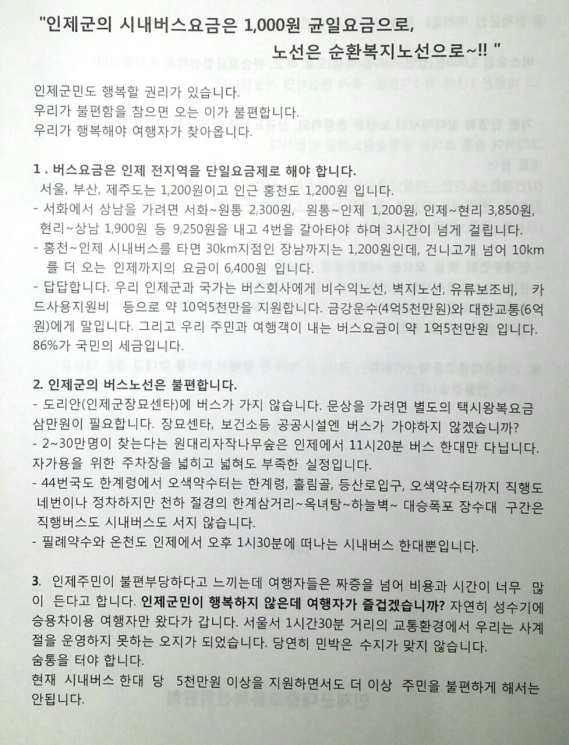 "인제군의 시내버스요금은 1,000원 균일요금으로,
노선은 순환복지노선으로~!! "
인제군민도 행복할 권리가 있습니다.
우리가 불편함을 참으면 오는 이가 불편합니다.
우리가 행복해야 여행자가 찾아옵니다.
1 . 버스요금은 인제 전지역을 단일요금제로 해야 합니다.
서울, 부산, 제주도는 1,200원이고 인근 홍천도 1,200원 입니다.
- 서화에서 상남을 가려면 서화~원통 2,300원, 원통~인제 1,200원, 인제~현리 3,850원,
현리~상남 1,900원 등 9,250원을 내고 4번을 갈아타야 하며 3시간이 넘게 걸립니다.
- 홍천~인제 시내버스를 타면 30km지점인 장남까지는 1,200원인데, 건니고개 넘어 10km
를 더 오는 인제까지의 요금이 6,400원 입니다.
- 답답합니다. 우리 인제군과 국가는 버스회사에게 비수익노선, 벽지노선, 유류보조비, 카
드사용지원비 등으로 약 10억5천만을 지원합니다. 금강운수(4억5천만원)와 대한교통(6억
원)에게 말입니다. 그리고 우리 주민과 여행객이 내는 버스요금이 약 1억5천만원 입니다.
86%가 국민의 세금입니다.
2. 인제군의 버스노선은 불편합니다.
- 도리안(인제군장묘센타)에 버스가 가지 않습니다. 문상을 가려면 별도의 택시왕복요금
삼만원이 필요합니다. 장묘센타, 보건소등 공공시설엔 버스가 가야하지 않겠습니까?
- 2~30만명이 찾는다는 원대리자작나무숲은 인제에서 11시20분 버스 한대만 다닙니다.
자가용을 위한 주차장을 넓히고 넓혀도 부족한 실정입니다.
- 44번국도 한계령에서 오색약수터는 한계령, 흘림골, 등산로입구, 오색약수터까지 직행도
네번이나 정차하지만 천하 절경의 한계삼거리~옥녀탕~하늘벽~ 대승폭포 장수대 구간은
직행버스도 시내버스도 서지 않습니다.
- 필례약수와 온천도 인제에서 오후 1시30분에 떠나는 시내버스 한대뿐입니다.
3. 인제주민이 불편부당하다고 느끼는데 여행자들은 짜증을 넘어 비용과 시간이 너무 많
이 든다고 합니다. 인제군민이 행복하지 않은데 여행자가 즐겁겠습니까? 자연히 성수기에
승용차이용 여행자만 왔다가 갑니다. 서울서 1시간30분 거리의 교통환경에서 우리는 사계
절을 운영하지 못하는 오지가 되었습니다. 당연히 민박은 수지가 맞지 않습니다.
숨통을 터야 합니다.
현재 시내버스 한대 당 5천만원 이상을 지원하면서도 더 이상 주민을 불편하게 해서는
안됩니다.